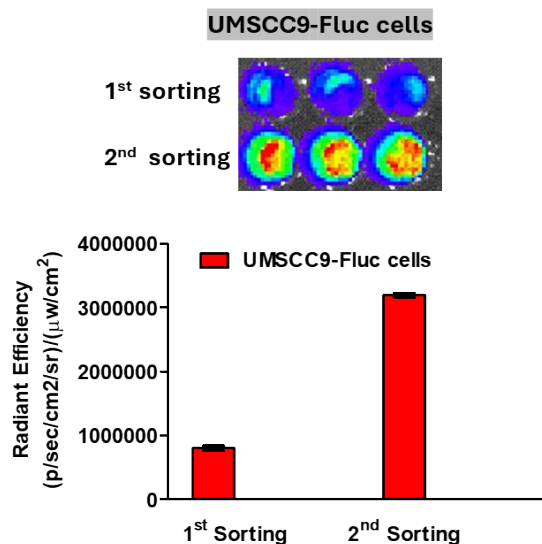 UMSCC9-Fluc cells
1st sorting
2nd sorting
4000000
UMSCC9-Fluc cells
3000000
2000000
1000000
0
Radiant Efficiency
(p/sec/cm2/sr)/(μw/cm²)
1st Sorting
2nd Sorting